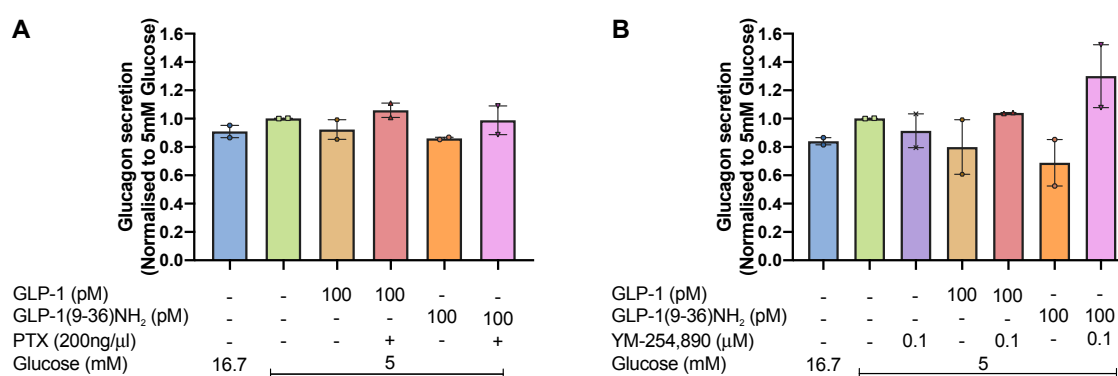 A
B
Glucagon secretion
(Normalised to 5mM Glucose)
1.6
1.4
1.2
1.0
0.8
0.6
0.4
0.2
0.0
GLP-1 (pM) - - 100 100 - -
GLP-1(9-36)NH2 (pM) - - - - 100 100
PTX (200ng/µl) - - - + - +
Glucose (mM) 16.7 5
Glucagon secretion
(Normalised to 5mM Glucose)
1.6
1.4
1.2
1.0
0.8
0.6
0.4
0.2
0.0
GLP-1 (pM) - - - 100 100 - -
GLP-1(9-36)NH2 (pM) - - - - - 100 100
YM-254,890 (µM) - - 0.1 - 0.1 - 0.1
Glucose (mM) 16.7 5